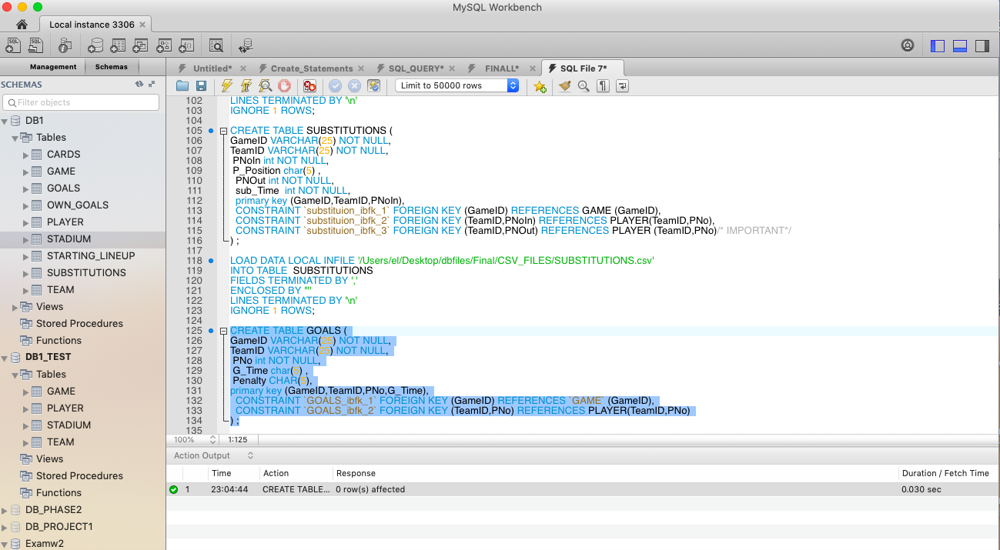 MySQL Workbench
Local instance 3306
Management Schemas
Untitled* Create_Statements SQL_QUERY* FINALL* SQL File 7*
SCHEMAS
Limit to 50000 rows
Filter objects
DB1
Tables
CARDS
GAME
GOALS
OWN_GOALS
PLAYER
STADIUM
STARTING_LINEUP
SUBSTITUTIONS
TEAM
Views
Stored Procedures
Functions
DB1_TEST
Tables
GAME
PLAYER
STADIUM
TEAM
Views
Stored Procedures
Functions
DB_PHASE2
DB_PROJECT1
Examw2
102 LINES TERMINATED BY '\n'
103 IGNORE 1 ROWS;
104
105 CREATE TABLE SUBSTITUTIONS (
106 GameID VARCHAR(25) NOT NULL,
107 TeamID VARCHAR(25) NOT NULL,
108 PNoIn int NOT NULL,
109 P_Position char(5) ,
110 PNOut int NOT NULL,
111 sub_Time int NOT NULL,
112 primary key (GameID,TeamID,PNoIn),
113 CONSTRAINT `substituion_ibfk_1` FOREIGN KEY (GameID) REFERENCES GAME (GameID),
114 CONSTRAINT `substituion_ibfk_2` FOREIGN KEY (TeamID,PNoIn) REFERENCES PLAYER(TeamID,PNo),
115 CONSTRAINT `substituion_ibfk_3` FOREIGN KEY (TeamID,PNOut) REFERENCES PLAYER (TeamID,PNo)/* IMPORTANT*/
116 ) ;
117
118 LOAD DATA LOCAL INFILE '/Users/el/Desktop/dbfiles/Final/CSV_FILES/SUBSTITUTIONS.csv'
119 INTO TABLE SUBSTITUTIONS
120 FIELDS TERMINATED BY ','
121 ENCLOSED BY '"'
122 LINES TERMINATED BY '\n'
123 IGNORE 1 ROWS;
124
125 CREATE TABLE GOALS (
126 GameID VARCHAR(25) NOT NULL,
127 TeamID VARCHAR(25) NOT NULL,
128 PNo int NOT NULL,
129 G_Time char(5) ,
130 Penalty CHAR(5),
131 primary key (GameID,TeamID,PNo,G_Time),
132 CONSTRAINT `GOALS_ibfk_1` FOREIGN KEY (GameID) REFERENCES `GAME` (GameID),
133 CONSTRAINT `GOALS_ibfk_2` FOREIGN KEY (TeamID,PNo) REFERENCES PLAYER(TeamID,PNo)
134 ) ;
135
100% 1:125
Action Output
Time Action Response Duration / Fetch Time
1 23:04:44 CREATE TABLE... 0 row(s) affected 0.030 sec